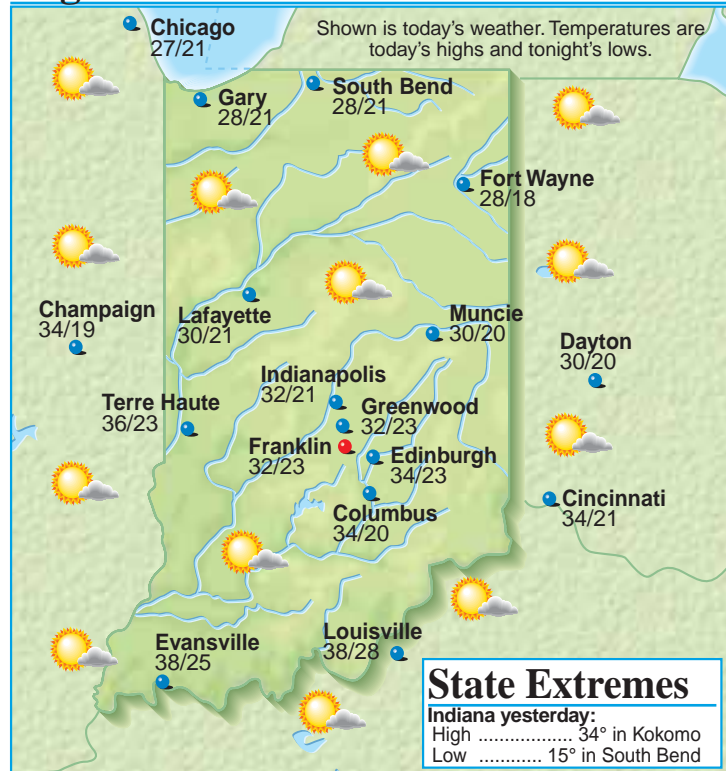 Shown is today's weather. Temperatures are
today's highs and tonight's lows.
Chicago
27/21
Gary
28/21
South Bend
28/21
Fort Wayne
28/18
Champaign
34/19
Lafayette
30/21
Muncie
30/20
Dayton
30/20
Indianapolis
32/21
Terre Haute
36/23
Greenwood
32/23
Franklin
32/23
Edinburgh
34/23
Columbus
34/20
Cincinnati
34/21
Evansville
38/25
Louisville
38/28
State Extremes
Indiana yesterday:
High .................. 34° in Kokomo
Low ............ 15° in South Bend